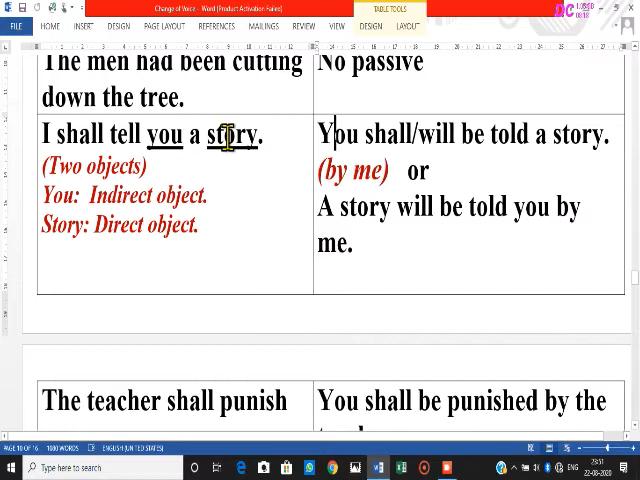 Change of Voice - Word (Product Activation Failed)
TABLE TOOLS
FILE HOME INSERT DESIGN PAGE LAYOUT REFERENCES MAILINGS REVIEW VIEW DESIGN LAYOUT
The men had been cutting
down the tree.
No passive
I shall tell you a story.
(Two objects)
You: Indirect object.
Story: Direct object.
You shall/will be told a story.
(by me) or
A story will be told you by
me.
The teacher shall punish
You shall be punished by the
PAGE 10 OF 16 1080 WORDS ENGLISH (UNITED STATES)
Type here to search
ENG
23:51
22-08-2020